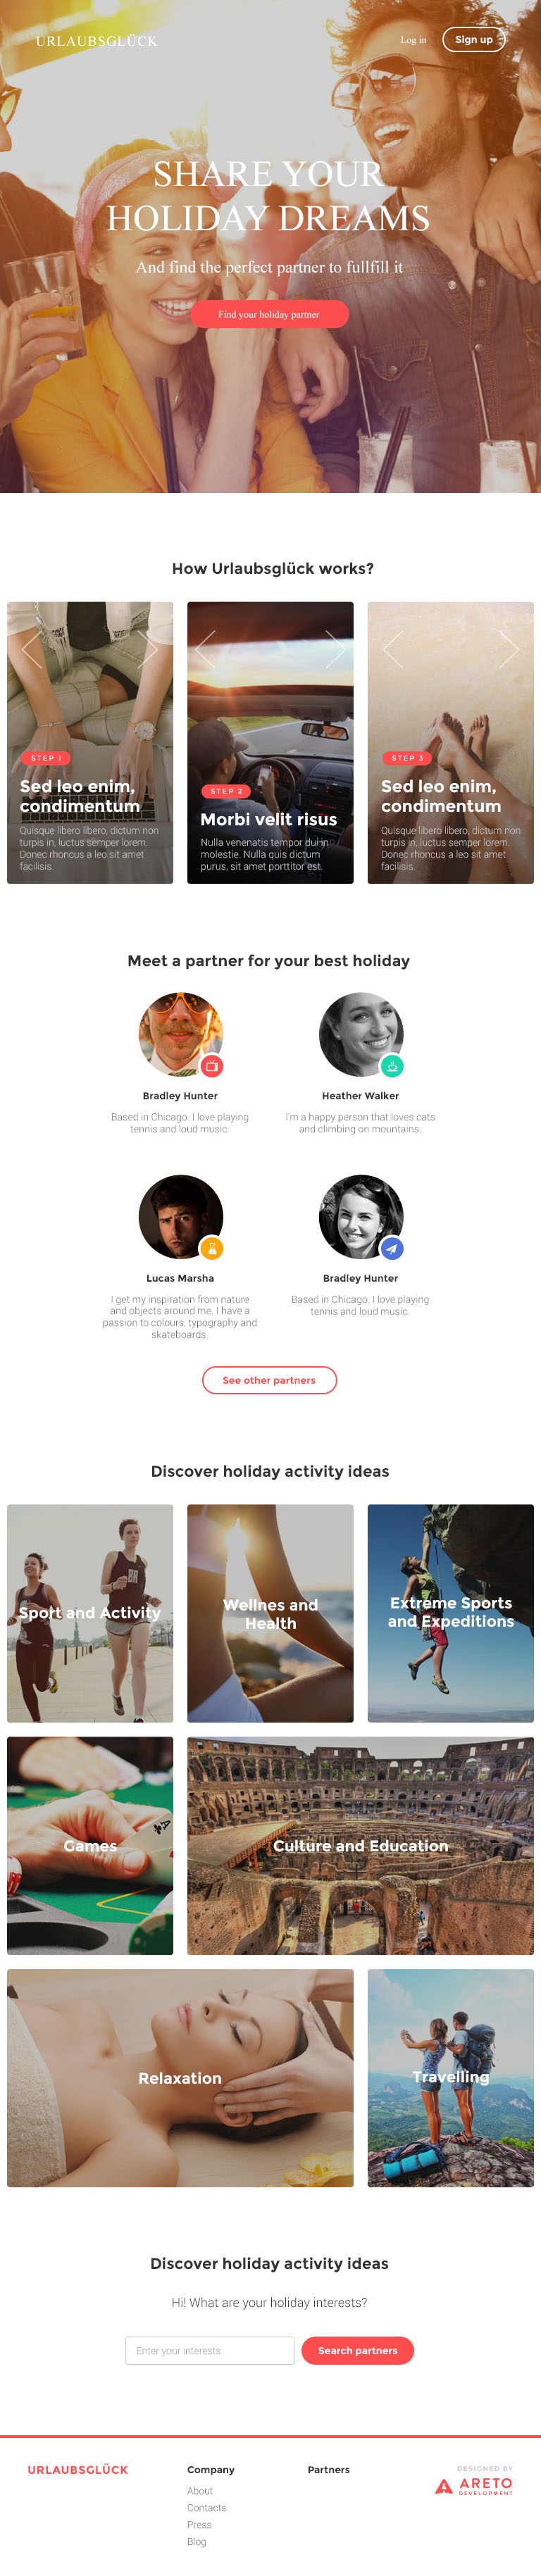 URLAUBSGLÜCK
Log in
Sign up
SHARE YOUR
HOLIDAY DREAMS
And find the perfect partner to fullfill it
Find your holiday partner
How Urlaubsglück works?
STEP 1
Sed leo enim,
condimentum
Quisque libero libero, dictum non
turpis in, luctus semper lorem.
Donec rhoncus a leo sit amet
facilisis.
STEP 2
Morbi velit risus
Nulla venenatis tempor dui in
molestie. Nulla quis dictum
purus, sit amet porttitor est.
STEP 3
Sed leo enim,
condimentum
Quisque libero libero, dictum non
turpis in, luctus semper lorem.
Donec rhoncus a leo sit amet
facilisis.
Meet a partner for your best holiday
Bradley Hunter
Based in Chicago. I love playing
tennis and loud music.
Heather Walker
I'm a happy person that loves cats
and climbing on mountains.
Lucas Marsha
I get my inspiration from nature
and objects around me. I have a
passion to colours, typography and
skateboards.
Bradley Hunter
Based in Chicago. I love playing
tennis and loud music.
See other partners
Discover holiday activity ideas
Sport and Activity
Wellnes and
Health
Extreme Sports
and Expeditions
Games
Culture and Education
Relaxation
Travelling
Discover holiday activity ideas
Hi! What are your holiday interests?
Enter your interests
Search partners
URLAUBSGLÜCK
Company
About
Contacts
Press
Blog
Partners
DESIGNED BY
ARETO
DEVELOPMENT